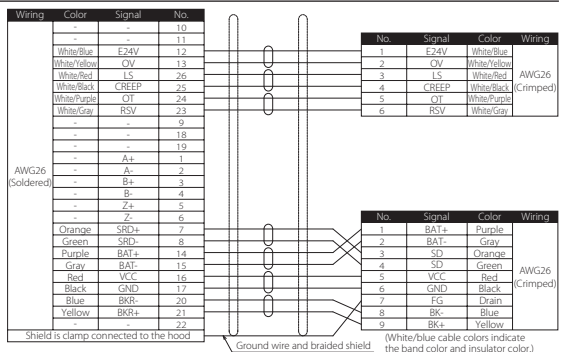 Wiring Color Signal No.
- - 10
- - 11
White/Blue E24V 12
White/Yellow OV 13
White/Red LS 26
White/Black CREEP 25
White/Purple OT 24
White/Gray RSV 23
- - 9
- - 18
- - 19
- A+ 1
AWG26 - A- 2
(Soldered) - B+ 3
- B- 4
- Z+ 5
- Z- 6
Orange SRD+ 7
Green SRD- 8
Purple BAT+ 14
Gray BAT- 15
Red VCC 16
Black GND 17
Blue BKR- 20
Yellow BKR+ 21
- - 22
Shield is clamp connected to the hood
No. Signal Color Wiring
1 E24V White/Blue
2 OV White/Yellow
3 LS White/Red AWG26
4 CREEP White/Black (Crimped)
5 OT White/Purple
6 RSV White/Gray
No. Signal Color Wiring
1 BAT+ Purple
2 BAT- Gray
3 SD Orange
4 SD Green AWG26
5 VCC Red (Crimped)
6 GND Black
7 FG Drain
8 BK- Blue
9 BK+ Yellow
Ground wire and braided shield
(White/blue cable colors indicate
the band color and insulator color.)